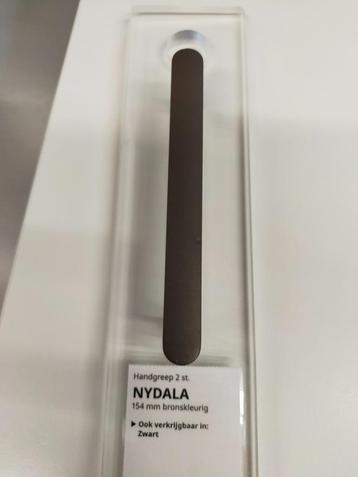 Handgreep 2 st.
NYDALA
154 mm bronskleurig
▶ Ook verkrijgbaar in:
Zwart